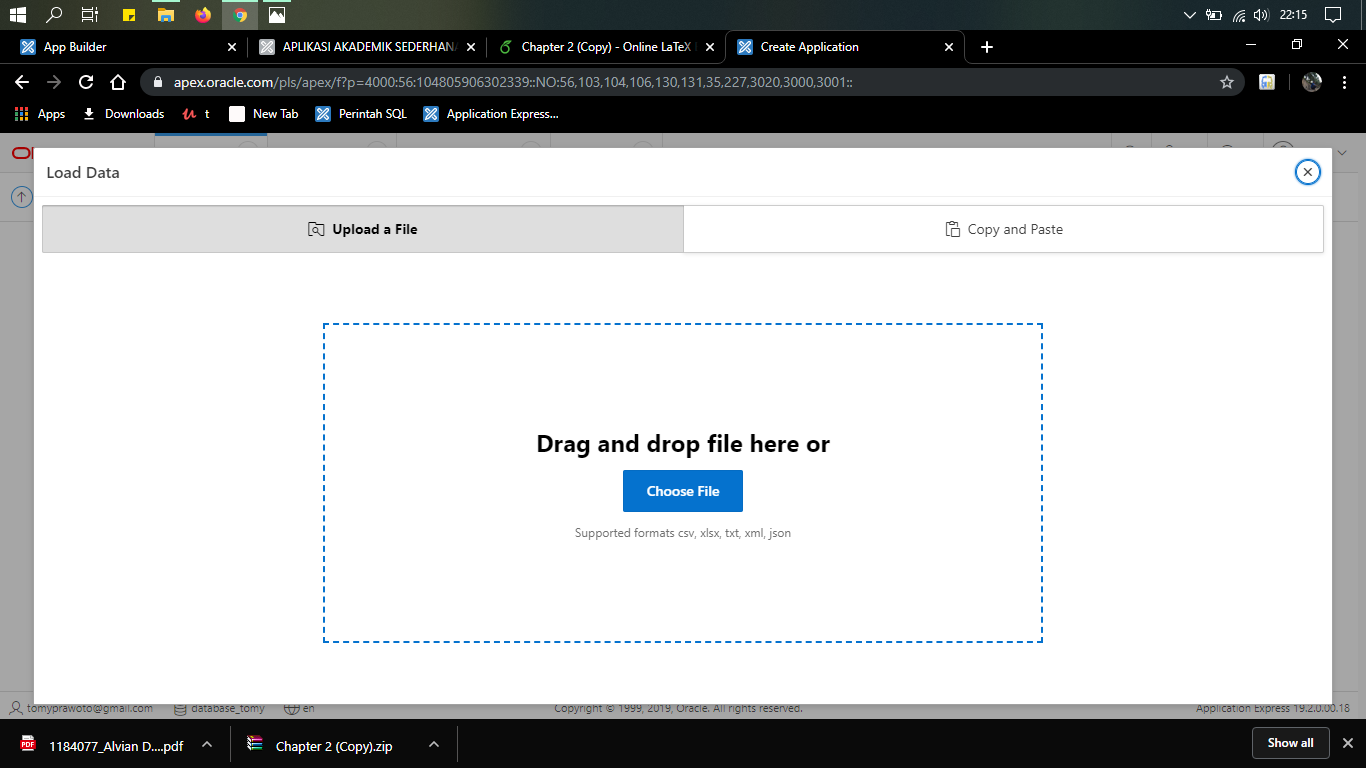 22:15
App Builder
APLIKASI AKADEMIK SEDERHANA
Chapter 2 (Copy) - Online LaTeX
Create Application
apex.oracle.com/pls/apex/f?p=4000:56:104805906302339::NO:56,103,104,106,130,131,35,227,3020,3000,3001::
Apps
Downloads
t
New Tab
Perintah SQL
Application Express...
Load Data
Upload a File
Copy and Paste
Drag and drop file here or
Choose File
Supported formats csv, xlsx, txt, xml, json
tomyprawoto@gmail.com
database_tomy
en
Copyright © 1999, 2019, Oracle. All rights reserved.
Application Express 19.2.0.00.18
PDF
1184077_Alvian D....pdf
Chapter 2 (Copy).zip
Show all